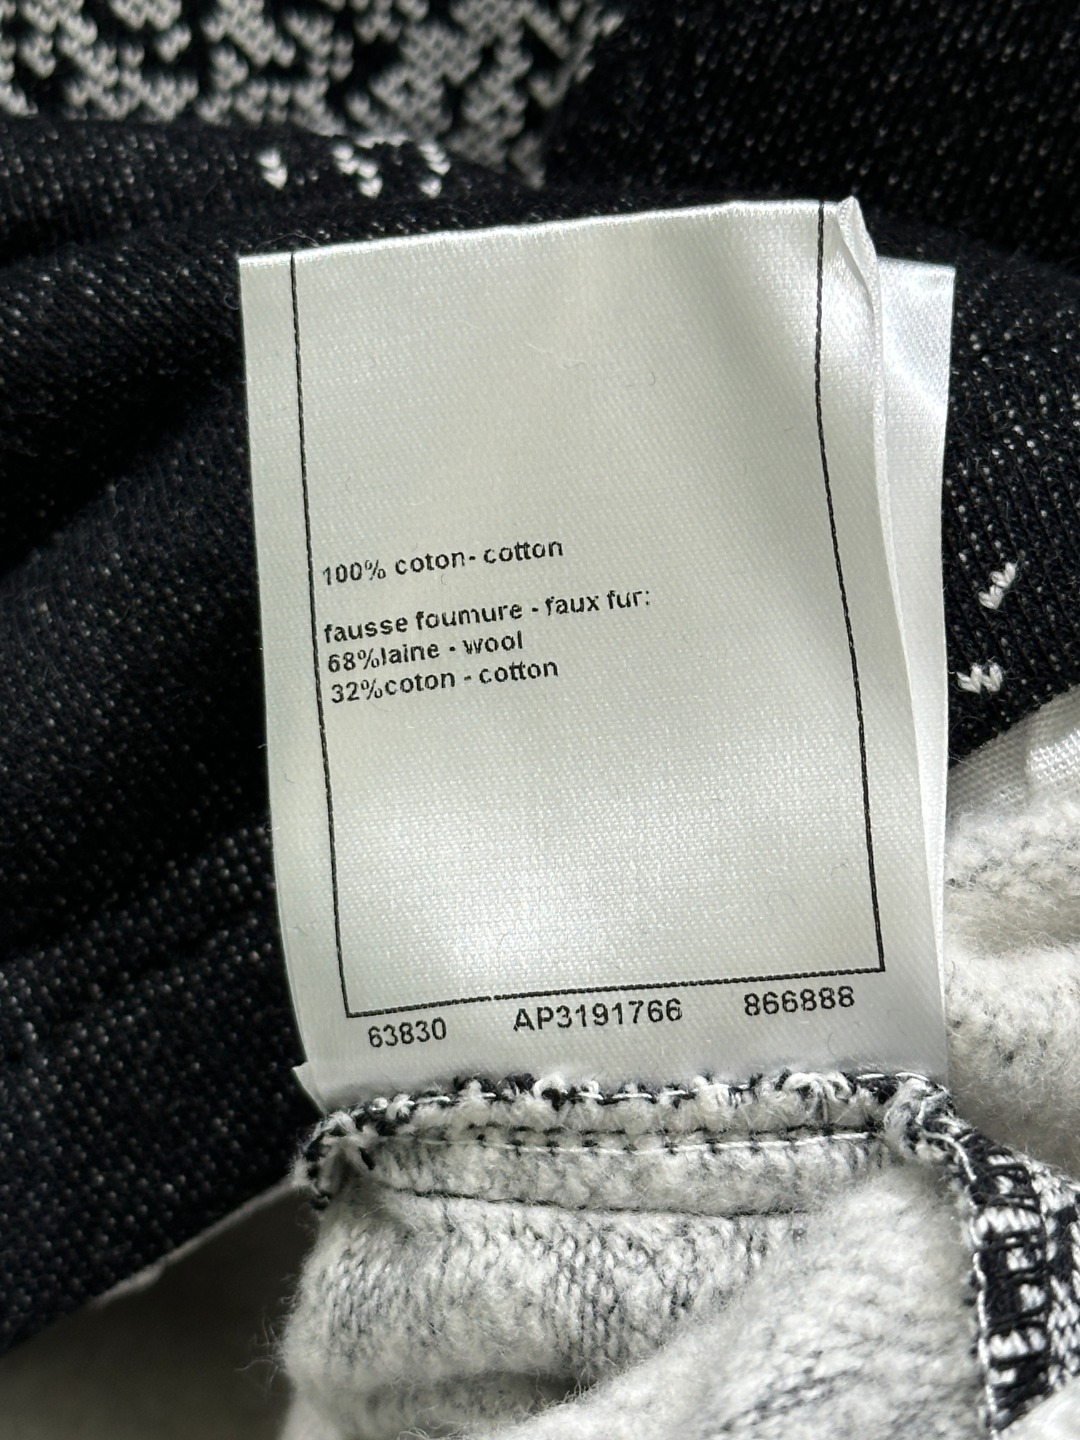 100% coton- cotton
fausse foumure - faux fur:
68%laine - wool
32%coton - cotton
63830 AP3191766 866888